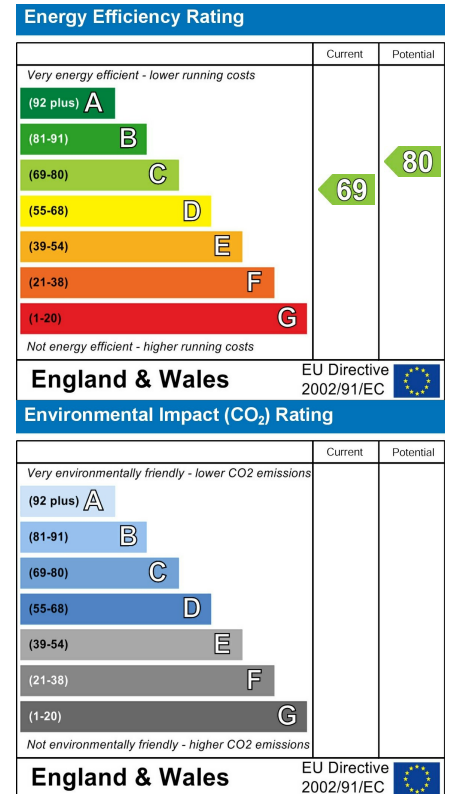 Energy Efficiency Rating
Current Potential
Very energy efficient - lower running costs
(92 plus) A
(81-91) B
(69-80) C
(55-68) D
(39-54) E
(21-38) F
(1-20) G
69
80
Not energy efficient - higher running costs
England & Wales
EU Directive
2002/91/EC
Environmental Impact (CO₂) Rating
Current Potential
Very environmentally friendly - lower CO2 emissions
(92 plus) A
(81-91) B
(69-80) C
(55-68) D
(39-54) E
(21-38) F
(1-20) G
Not environmentally friendly - higher CO2 emissions
England & Wales
EU Directive
2002/91/EC